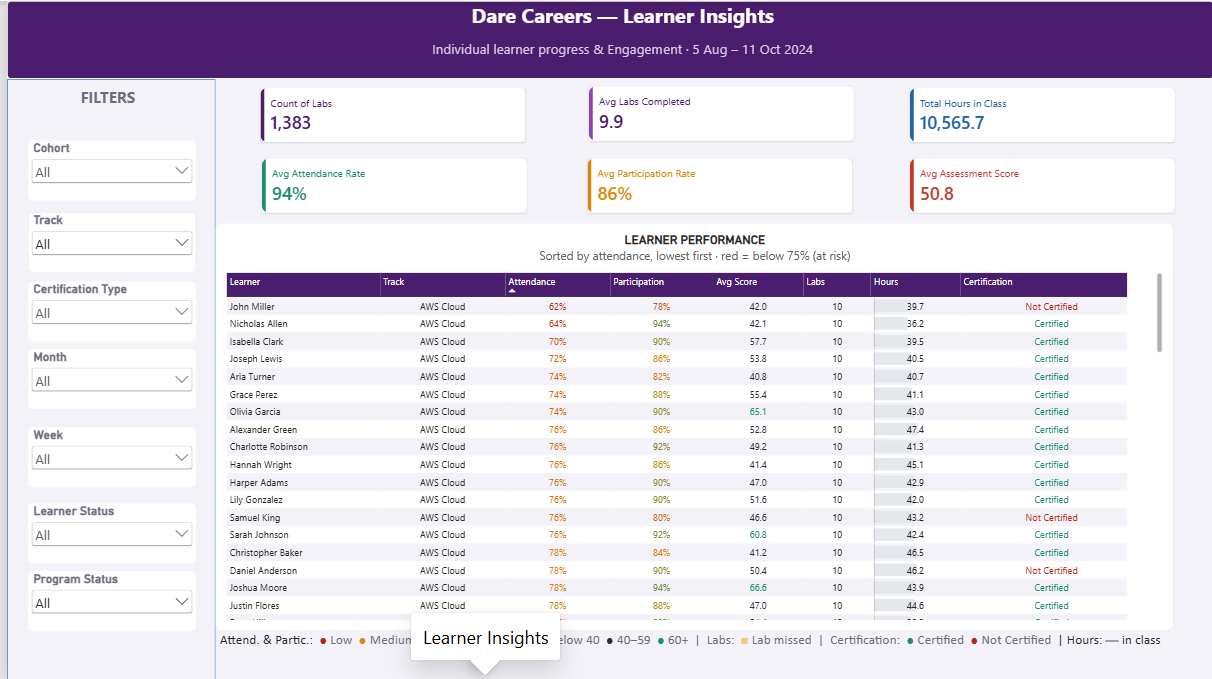 Dare Careers — Learner Insights
Individual learner progress & Engagement · 5 Aug – 11 Oct 2024
FILTERS
Cohort
All
Track
All
Certification Type
All
Month
All
Week
All
Learner Status
All
Program Status
All
Count of Labs
1,383
Avg Labs Completed
9.9
Total Hours in Class
10,565.7
Avg Attendance Rate
94%
Avg Participation Rate
86%
Avg Assessment Score
50.8
LEARNER PERFORMANCE
Sorted by attendance, lowest first · red = below 75% (at risk)
Learner Track Attendance Participation Avg Score Labs Hours Certification
John Miller AWS Cloud 62% 78% 42.0 10 39.7 Not Certified
Nicholas Allen AWS Cloud 64% 94% 42.1 10 36.2 Certified
Isabella Clark AWS Cloud 70% 90% 57.7 10 39.5 Certified
Joseph Lewis AWS Cloud 72% 86% 53.8 10 40.5 Certified
Aria Turner AWS Cloud 74% 82% 40.8 10 40.7 Certified
Grace Perez AWS Cloud 74% 88% 55.4 10 41.1 Certified
Olivia Garcia AWS Cloud 74% 90% 65.1 10 43.0 Certified
Alexander Green AWS Cloud 76% 86% 52.8 10 47.4 Certified
Charlotte Robinson AWS Cloud 76% 92% 49.2 10 41.3 Certified
Hannah Wright AWS Cloud 76% 86% 41.4 10 45.1 Certified
Harper Adams AWS Cloud 76% 90% 47.0 10 42.9 Certified
Lily Gonzalez AWS Cloud 76% 90% 51.6 10 42.0 Certified
Samuel King AWS Cloud 76% 80% 46.6 10 43.2 Not Certified
Sarah Johnson AWS Cloud 76% 92% 60.8 10 42.4 Certified
Christopher Baker AWS Cloud 78% 84% 41.2 10 46.5 Certified
Daniel Anderson AWS Cloud 78% 90% 50.4 10 46.2 Not Certified
Joshua Moore AWS Cloud 78% 94% 66.6 10 43.9 Certified
Justin Flores AWS Cloud 78% 88% 47.0 10 44.6 Certified
Attend. & Partic.: ● Low ● Medium elow 40 ● 40–59 ● 60+ | Labs: ■ Lab missed | Certification: ● Certified ● Not Certified | Hours: — in class
Learner Insights